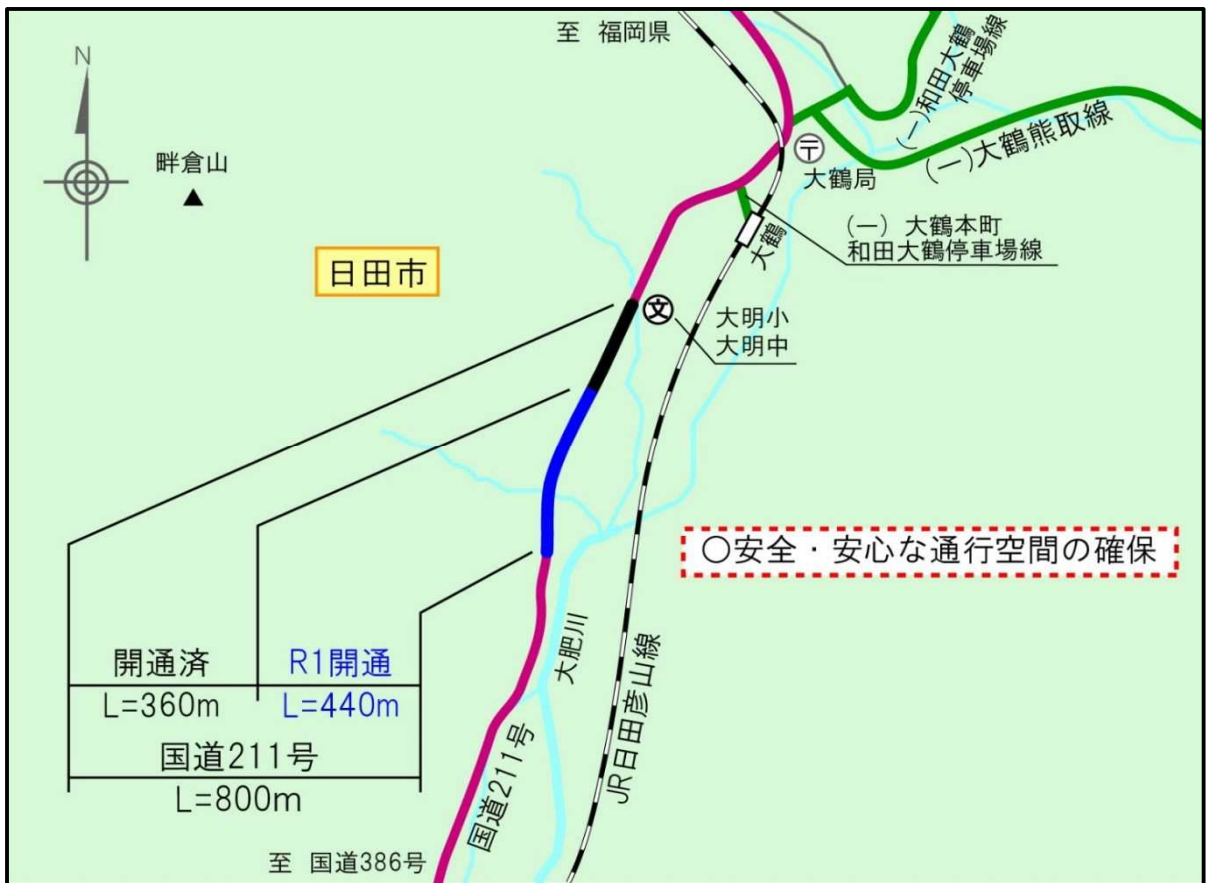 至 福岡県
N
畔倉山
(一)和田大鶴
停車場線
(一)大鶴熊取線
〒
大鶴局
(一) 大鶴本町
和田大鶴停車場線
大鶴
日田市
文
大明小
大明中
○安全・安心な通行空間の確保
大肥川
JR日田彦山線
開通済
R1開通
L=360m
L=440m
国道211号
L=800m
国道211号
至 国道386号